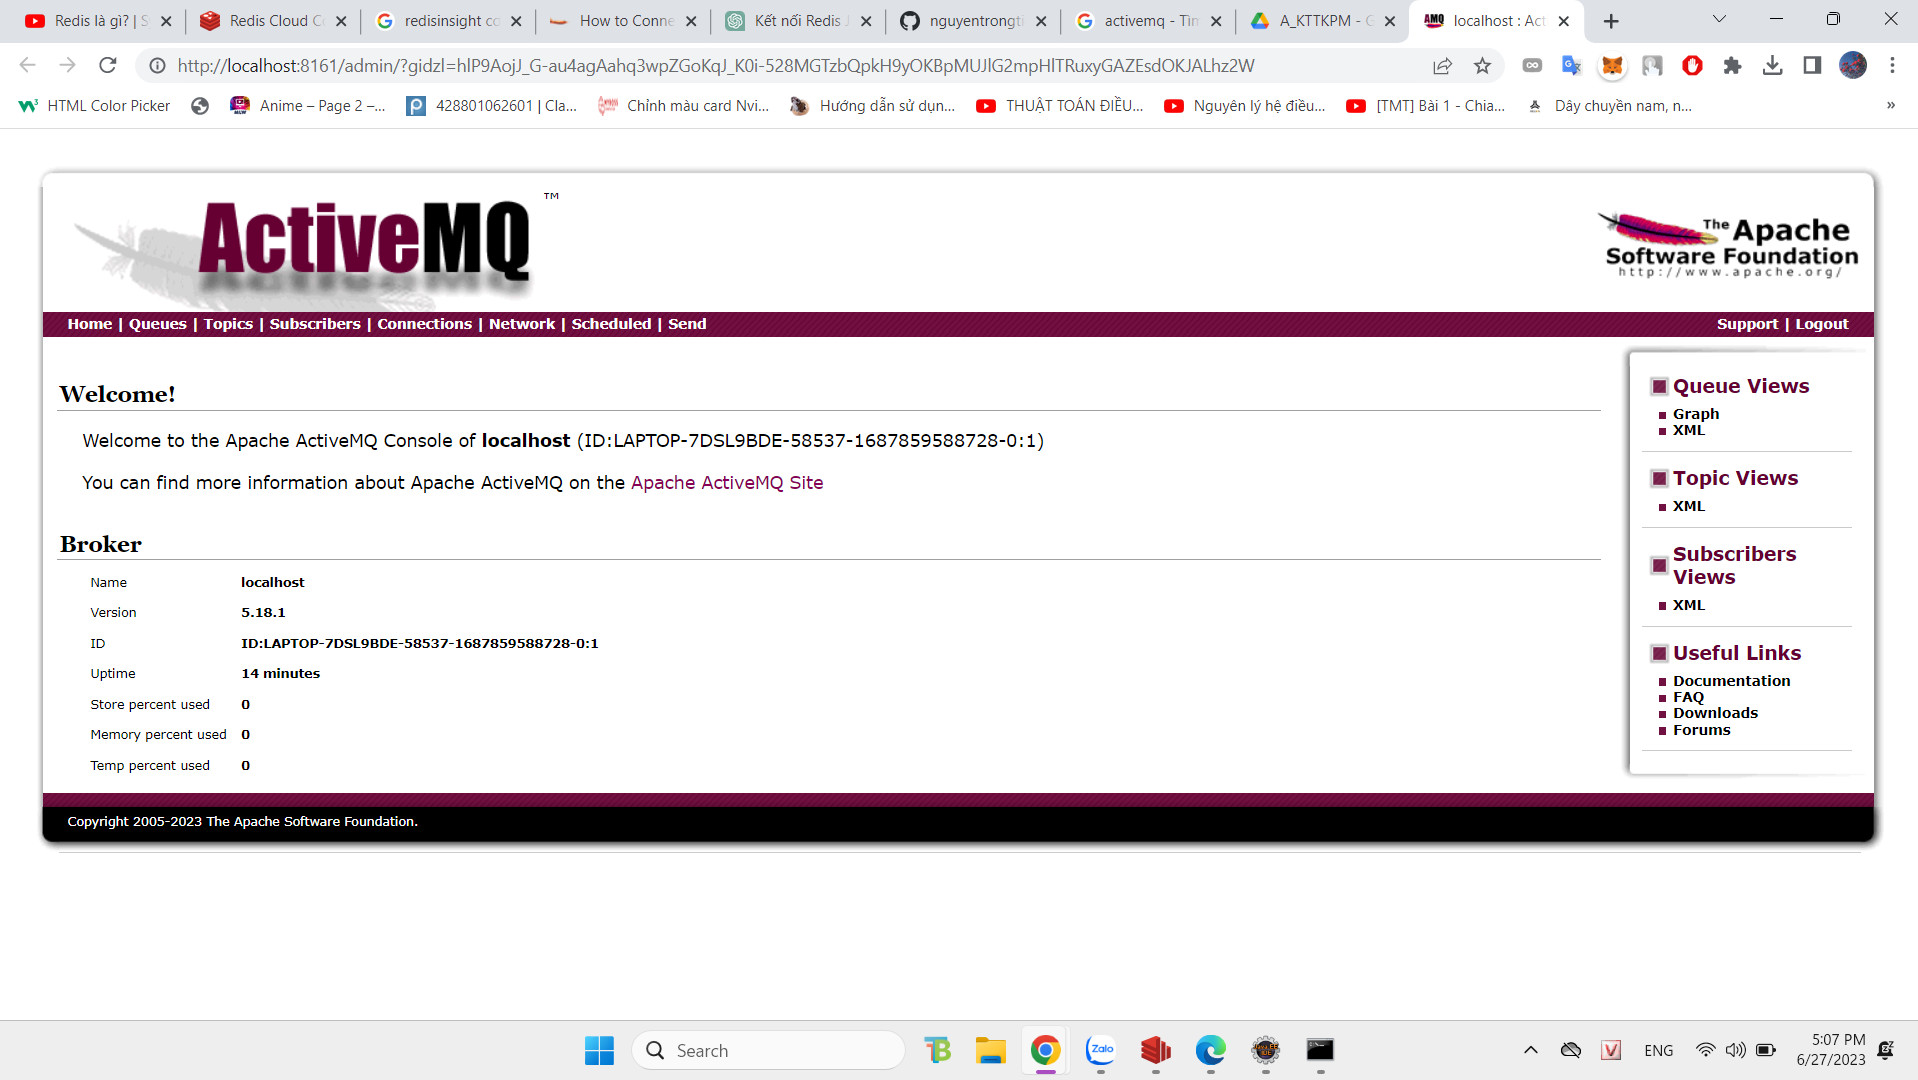 Redis là gì? | S
Redis Cloud C
redisinsight co
How to Conne
Kết nối Redis J
nguyentrongti
activemq - Tìm
A_KTTKPM - G
AMQ
localhost : Act
http://localhost:8161/admin/?gidzl=hlP9AojJ_G-au4agAahq3wpZGoKqJ_K0i-528MGTzbQpkH9yOKBpMUJlG2mpHlTRuxyGAZEsdOKJALhz2W
HTML Color Picker
Anime – Page 2 –...
428801062601 | Cla...
Chỉnh màu card Nvi...
Hướng dẫn sử dụn...
THUẬT TOÁN ĐIỀU...
Nguyên lý hệ điều...
[TMT] Bài 1 - Chia...
Dây chuyền nam, n...
»
ActiveMQ ™
The Apache
Software Foundation
http://www.apache.org/
Home | Queues | Topics | Subscribers | Connections | Network | Scheduled | Send
Support | Logout
Welcome!
Welcome to the Apache ActiveMQ Console of localhost (ID:LAPTOP-7DSL9BDE-58537-1687859588728-0:1)
You can find more information about Apache ActiveMQ on the Apache ActiveMQ Site
Broker
Name localhost
Version 5.18.1
ID ID:LAPTOP-7DSL9BDE-58537-1687859588728-0:1
Uptime 14 minutes
Store percent used 0
Memory percent used 0
Temp percent used 0
Queue Views
Graph
XML
Topic Views
XML
Subscribers
Views
XML
Useful Links
Documentation
FAQ
Downloads
Forums
Copyright 2005-2023 The Apache Software Foundation.
Search
Zalo
ENG
5:07 PM
6/27/2023